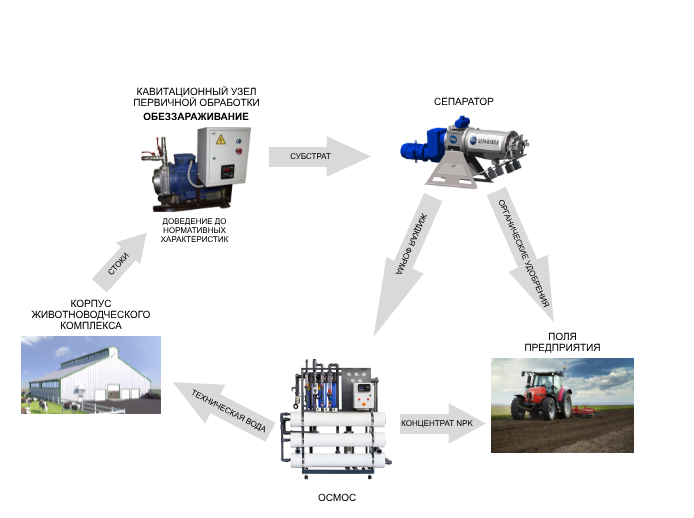 КАВИТАЦИОННЫЙ УЗЕЛ
ПЕРВИЧНОЙ ОБРАБОТКИ
ОБЕЗЗАРАЖИВАНИЕ
СЕПАРАТОР
СУБСТРАТ
ДОВЕДЕНИЕ ДО
НОРМАТИВНЫХ
ХАРАКТЕРИСТИК
СТОКИ
ЖИДКАЯ ФОРМА
ОРГАНИЧЕСКИЕ УДОБРЕНИЯ
КОРПУС
ЖИВОТНОВОДЧЕСКОГО
КОМПЛЕКСА
ПОЛЯ
ПРЕДПРИЯТИЯ
ТЕХНИЧЕСКАЯ ВОДА
КОНЦЕНТРАТ NPK
ОСМОС